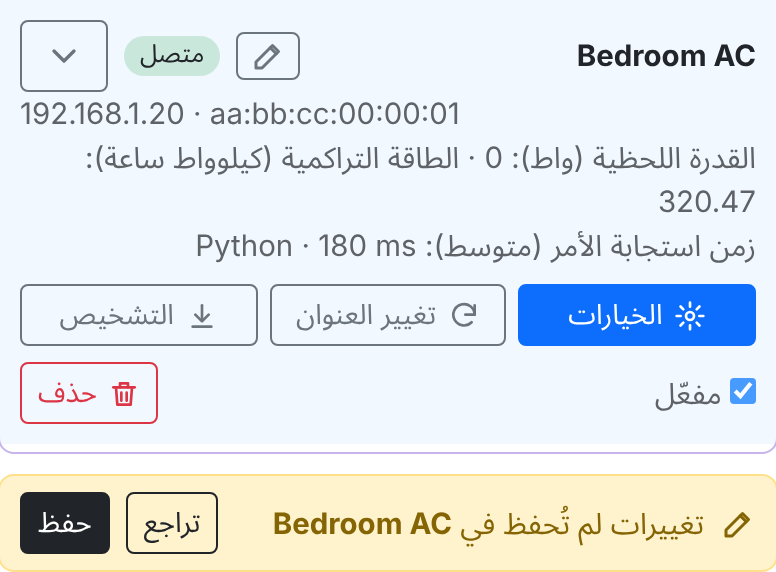 Bedroom AC
متصل
192.168.1.20 · aa:bb:cc:00:00:01
القدرة اللحظية (واط): 0 · الطاقة التراكمية (كيلوواط ساعة):
320.47
زمن استجابة الأمر (متوسط): Python · 180 ms
الخيارات
تغيير العنوان
التشخيص
مفعّل
حذف
تغييرات لم تُحفظ في Bedroom AC
تراجع
حفظ